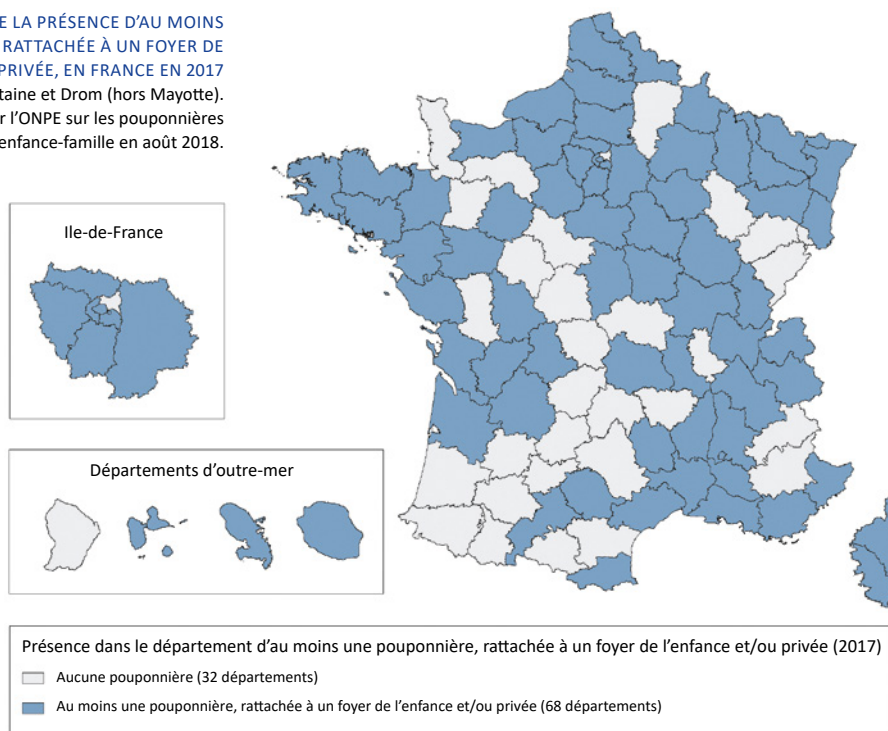 E LA PRÉSENCE D’AU MOINS
RATTACHÉE À UN FOYER DE
PRIVÉE, EN FRANCE EN 2017
taine et Drom (hors Mayotte).
r l’ONPE sur les pouponnières
enfance-famille en août 2018.
Ile-de-France
Départements d’outre-mer
Présence dans le département d’au moins une pouponnière, rattachée à un foyer de l’enfance et/ou privée (2017)
Aucune pouponnière (32 départements)
Au moins une pouponnière, rattachée à un foyer de l’enfance et/ou privée (68 départements)